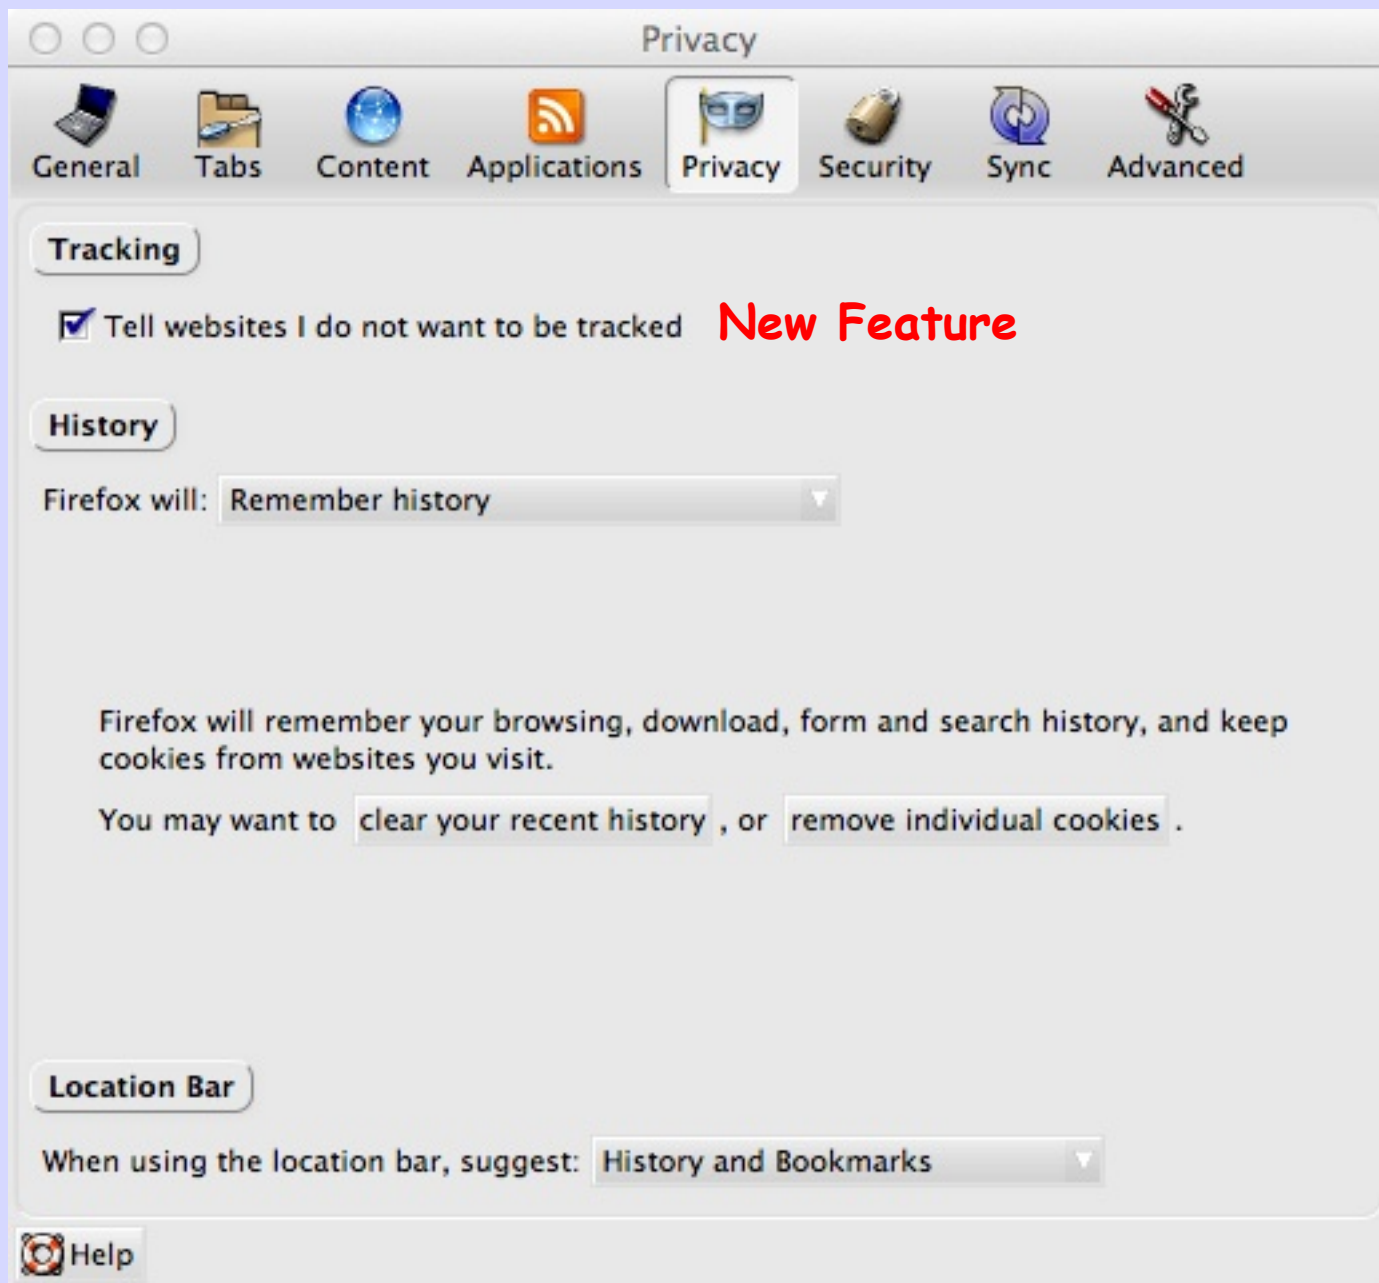 Privacy
General Tabs Content Applications Privacy Security Sync Advanced
Tracking
Tell websites I do not want to be tracked New Feature
History
Firefox will: Remember history
Firefox will remember your browsing, download, form and search history, and keep
cookies from websites you visit.
You may want to clear your recent history , or remove individual cookies .
Location Bar
When using the location bar, suggest: History and Bookmarks
Help